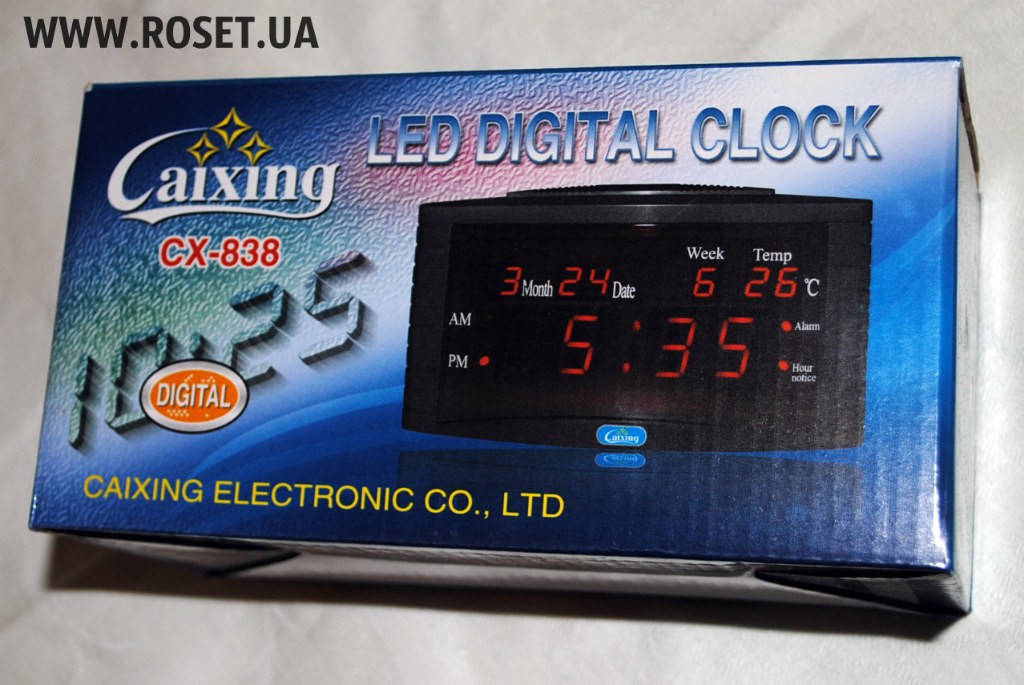 WWW.ROSET.UA
Caixing
LED DIGITAL CLOCK
CX-838
10:25
DIGITAL
Week Temp
3 Month 24 Date 6 26 °C
AM
PM
5:35
Alarm
Hour
notice
Caixing
CAIXING ELECTRONIC CO., LTD